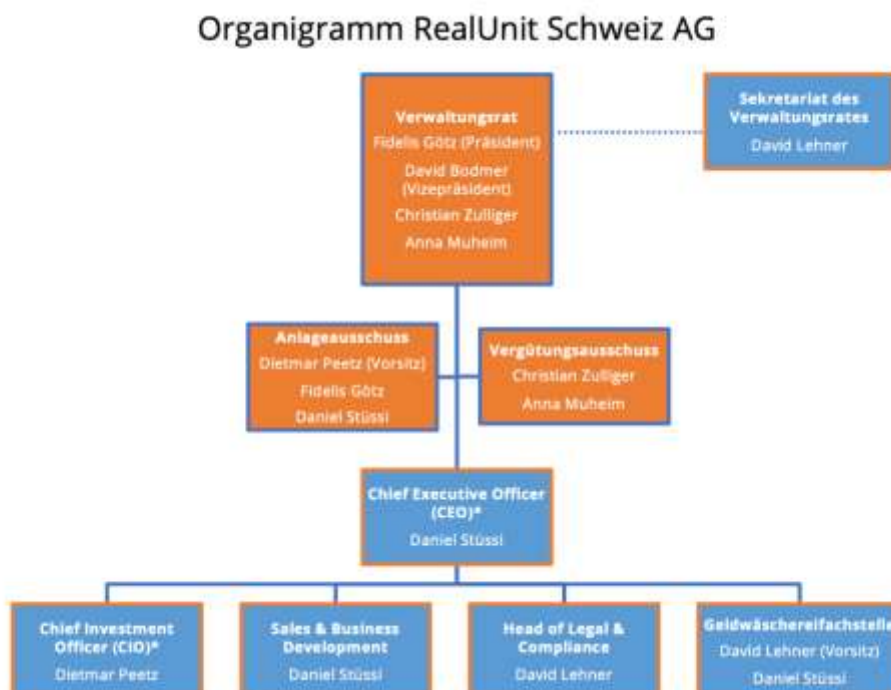 Organigramm RealUnit Schweiz AG
Verwaltungsrat
Fidelis Götz (Präsident)
David Bodmer
(Vizepräsident)
Christian Zulliger
Anna Muheim
Sekretariat des
Verwaltungsrates
David Lehner
Anlageausschuss
Dietmar Peetz (Vorsitz)
Fidelis Götz
Daniel Stüssi
Vergütungsausschuss
Christian Zulliger
Anna Muheim
Chief Executive Officer
(CEO)*
Daniel Stüssi
Chief Investment
Officer (CIO)*
Dietmar Peetz
Sales & Business
Development
Daniel Stüssi
Head of Legal &
Compliance
David Lehner
Geldwäschereifachstelle
David Lehner (Vorsitz)
Daniel Stüssi